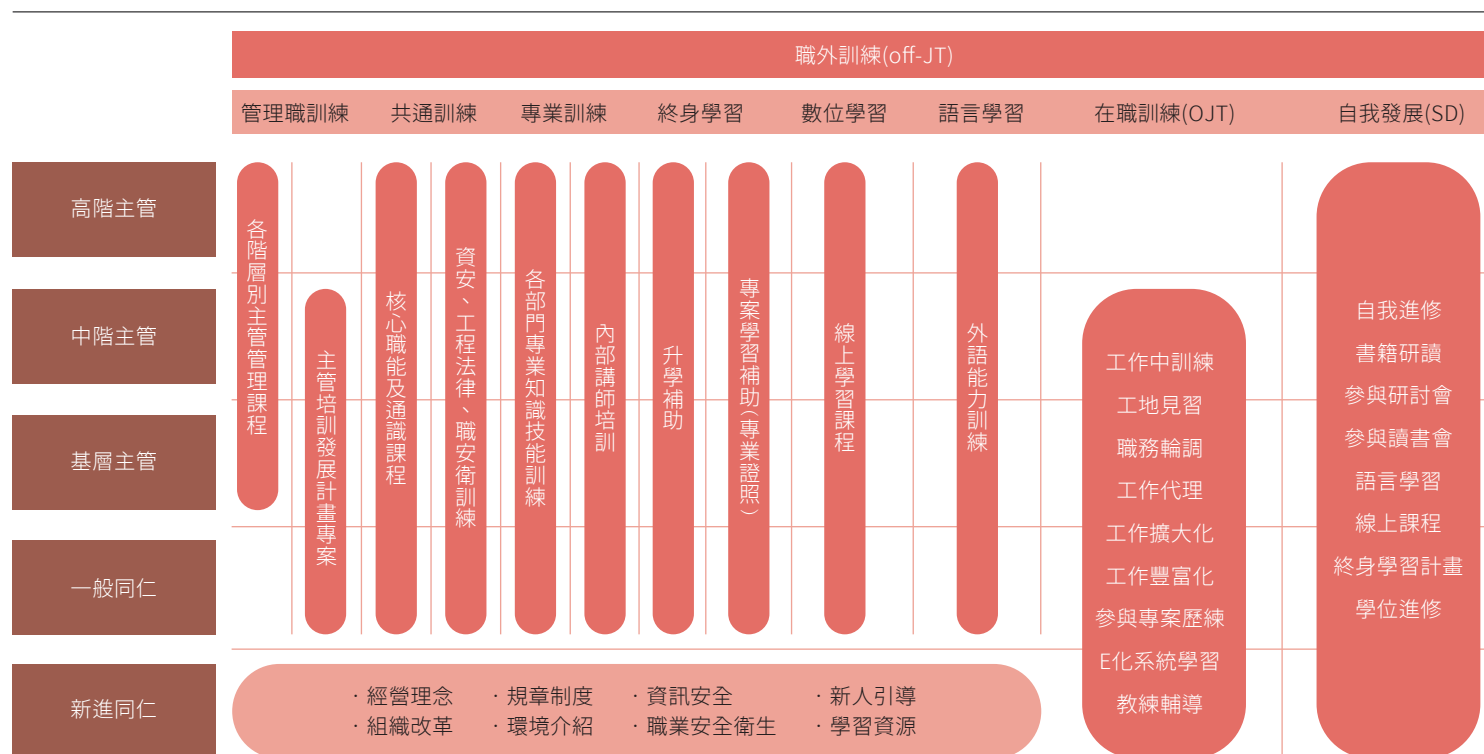 職外訓練(off-JT)
管理職訓練
共通訓練
專業訓練
終身學習
數位學習
語言學習
在職訓練(OJT)
自我發展(SD)
高階主管
中階主管
基層主管
一般同仁
新進同仁
各階層別主管管理課程
主管培訓發展計畫專案
核心職能及通識課程
資安、工程法律、職安衛訓練
各部門專業知識技能訓練
內部講師培訓
升學補助
專案學習補助(專業證照)
線上學習課程
外語能力訓練
工作中訓練
工地見習
職務輪調
工作代理
工作擴大化
工作豐富化
參與專案歷練
E化系統學習
教練輔導
自我進修
書籍研讀
參與研討會
參與讀書會
語言學習
線上課程
終身學習計畫
學位進修
·經營理念 ·規章制度 ·資訊安全 ·新人引導
·組織改革 ·環境介紹 ·職業安全衛生 ·學習資源